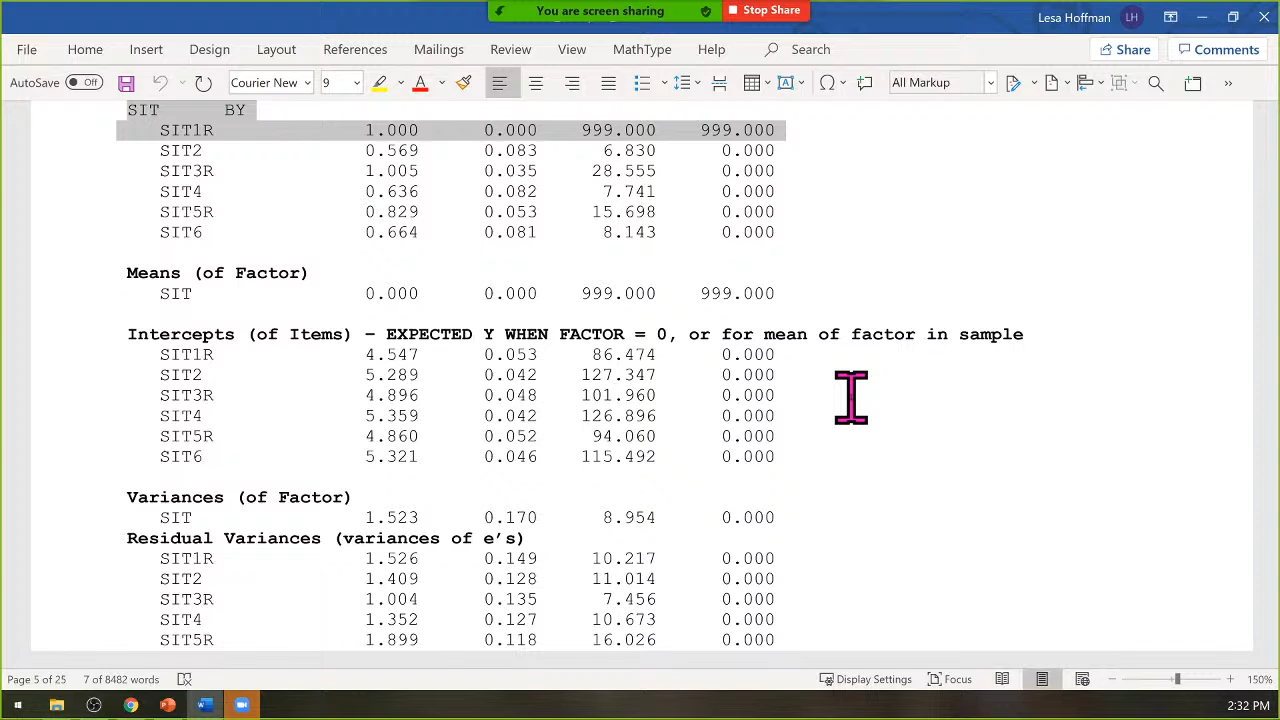 You are screen sharing
Stop Share
Lesa Hoffman LH
File Home Insert Design Layout References Mailings Review View MathType Help Search Share Comments
AutoSave Off Courier New 9 A All Markup
SIT BY
SIT1R 1.000 0.000 999.000 999.000
SIT2 0.569 0.083 6.830 0.000
SIT3R 1.005 0.035 28.555 0.000
SIT4 0.636 0.082 7.741 0.000
SIT5R 0.829 0.053 15.698 0.000
SIT6 0.664 0.081 8.143 0.000
Means (of Factor)
SIT 0.000 0.000 999.000 999.000
Intercepts (of Items) – EXPECTED Y WHEN FACTOR = 0, or for mean of factor in sample
SIT1R 4.547 0.053 86.474 0.000
SIT2 5.289 0.042 127.347 0.000
SIT3R 4.896 0.048 101.960 0.000
SIT4 5.359 0.042 126.896 0.000
SIT5R 4.860 0.052 94.060 0.000
SIT6 5.321 0.046 115.492 0.000
Variances (of Factor)
SIT 1.523 0.170 8.954 0.000
Residual Variances (variances of e’s)
SIT1R 1.526 0.149 10.217 0.000
SIT2 1.409 0.128 11.014 0.000
SIT3R 1.004 0.135 7.456 0.000
SIT4 1.352 0.127 10.673 0.000
SIT5R 1.899 0.118 16.026 0.000
Page 5 of 25 7 of 8482 words Display Settings Focus 150%
2:32 PM